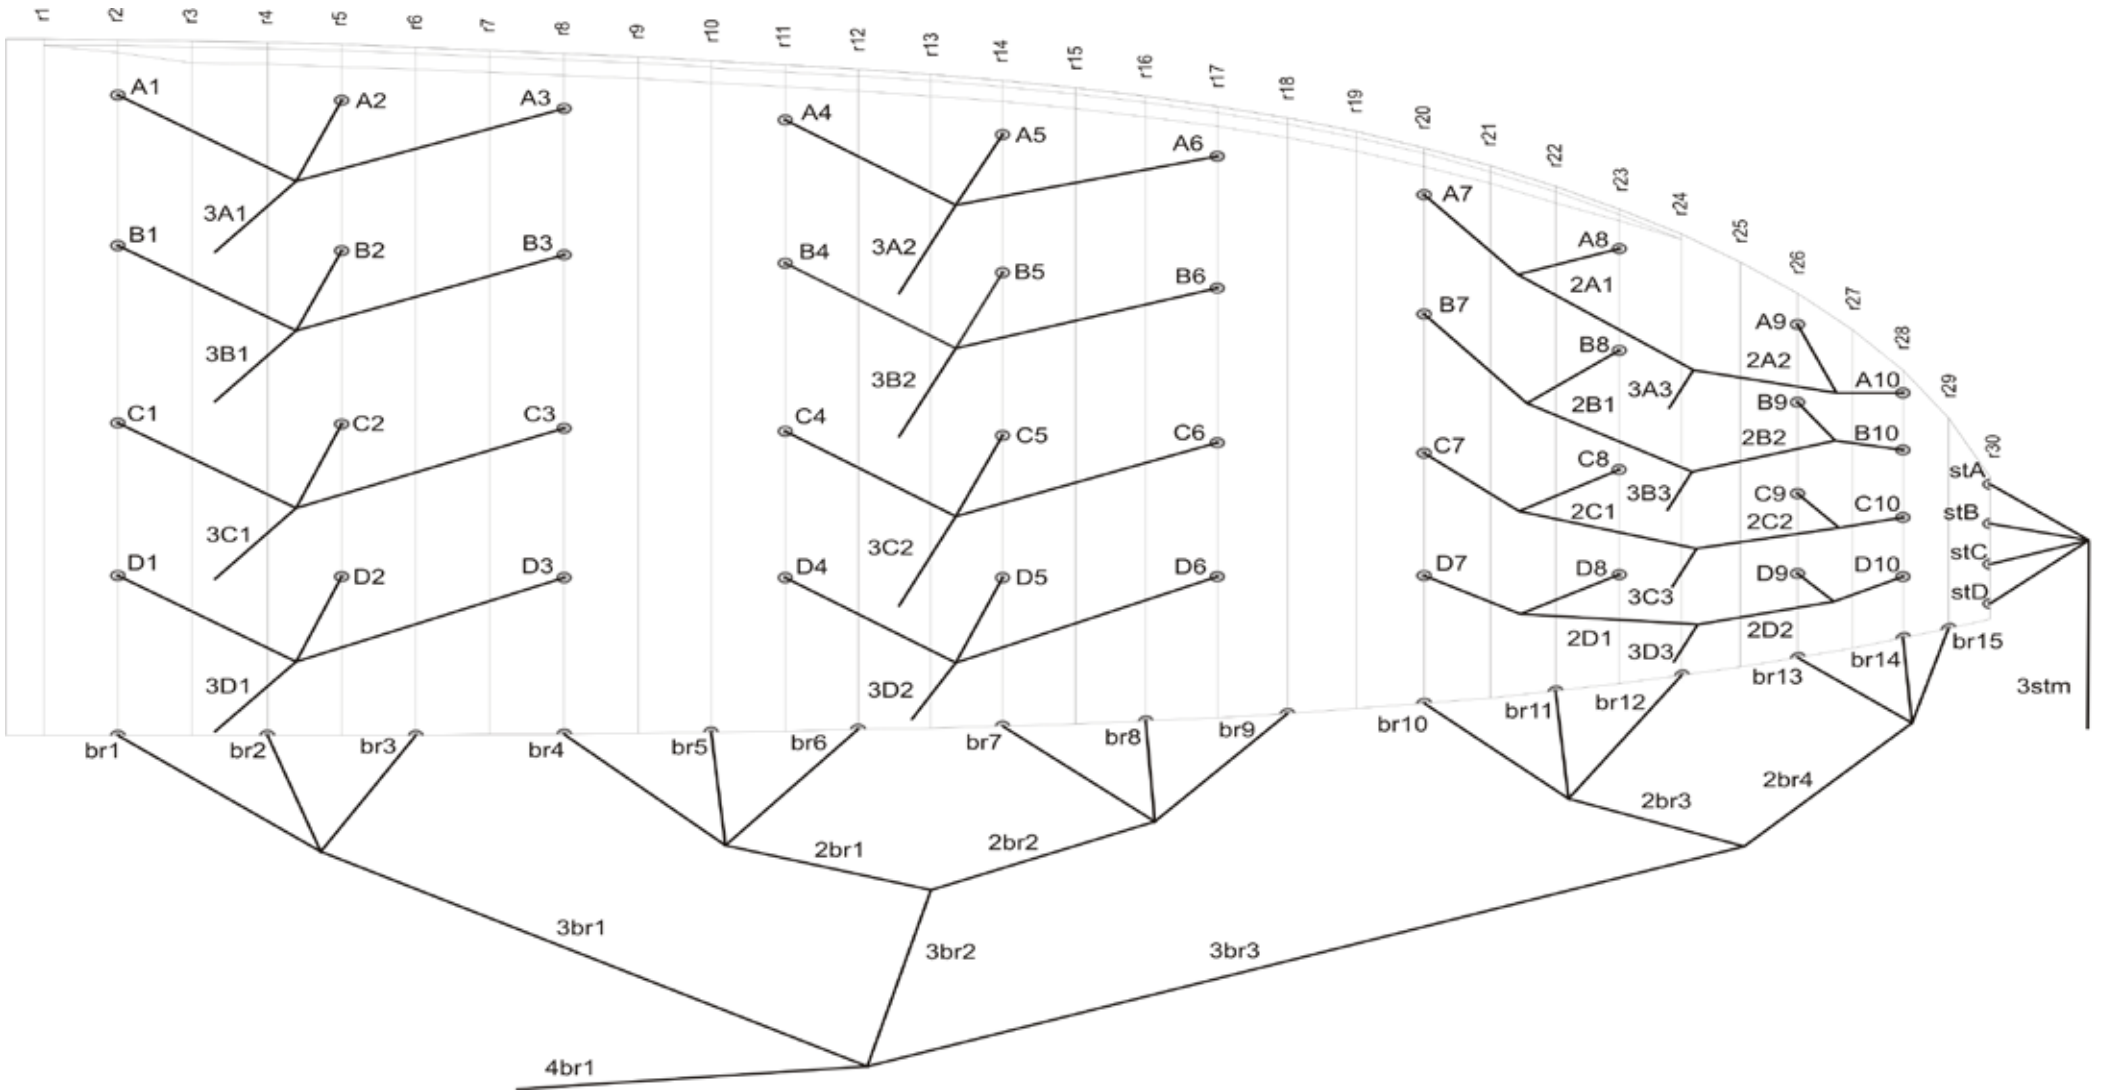 r1 r2 r3 r4 r5 r6 r7 r8 r9 r10 r11 r12 r13 r14 r15 r16 r17 r18 r19 r20 r21 r22 r23 r24 r25 r26 r27 r28 r29 r30
A1 A2 A3 A4 A5 A6 A7 A8 A9 A10
3A1 3A2 2A1 3A3 2A2
B1 B2 B3 B4 B5 B6 B7 B8 B9 B10
3B1 3B2 2B1 3B3 2B2
C1 C2 C3 C4 C5 C6 C7 C8 C9 C10
3C1 3C2 2C1 3C3 2C2
D1 D2 D3 D4 D5 D6 D7 D8 D9 D10
3D1 3D2 2D1 3D3 2D2
stA
stB
stC
stD
3stm
br1 br2 br3 br4 br5 br6 br7 br8 br9 br10 br11 br12 br13 br14 br15
2br1 2br2 2br3 2br4
3br1 3br2 3br3
4br1